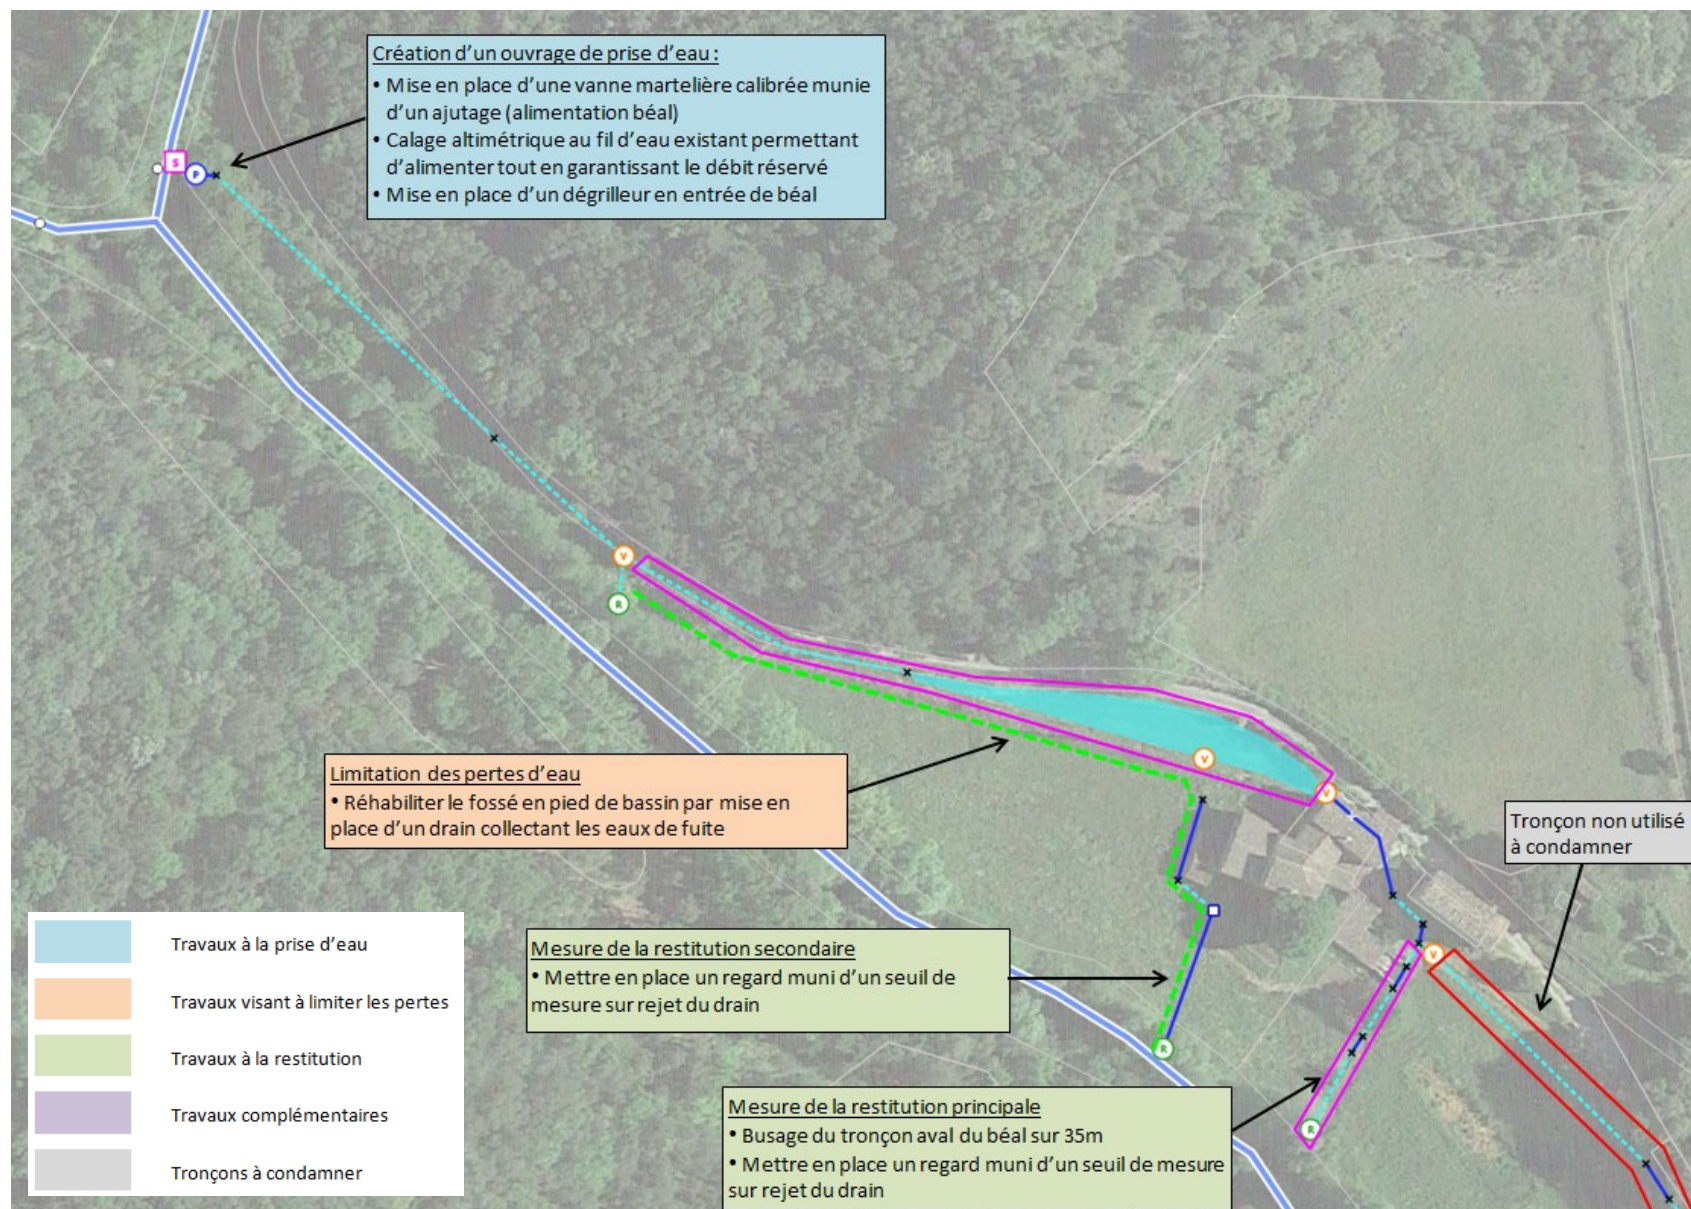 Création d'un ouvrage de prise d'eau :
• Mise en place d'une vanne martelière calibrée munie
d'un ajutage (alimentation béal)
• Calage altimétrique au fil d'eau existant permettant
d'alimenter tout en garantissant le débit réservé
• Mise en place d'un dégrilleur en entrée de béal
S
P
V
R
Limitation des pertes d'eau
• Réhabiliter le fossé en pied de bassin par mise en
place d'un drain collectant les eaux de fuite
V
V
Tronçon non utilisé
à condamner
Mesure de la restitution secondaire
• Mettre en place un regard muni d'un seuil de
mesure sur rejet du drain
V
R
Mesure de la restitution principale
• Busage du tronçon aval du béal sur 35m
• Mettre en place un regard muni d'un seuil de mesure
sur rejet du drain
R
Travaux à la prise d'eau
Travaux visant à limiter les pertes
Travaux à la restitution
Travaux complémentaires
Tronçons à condamner